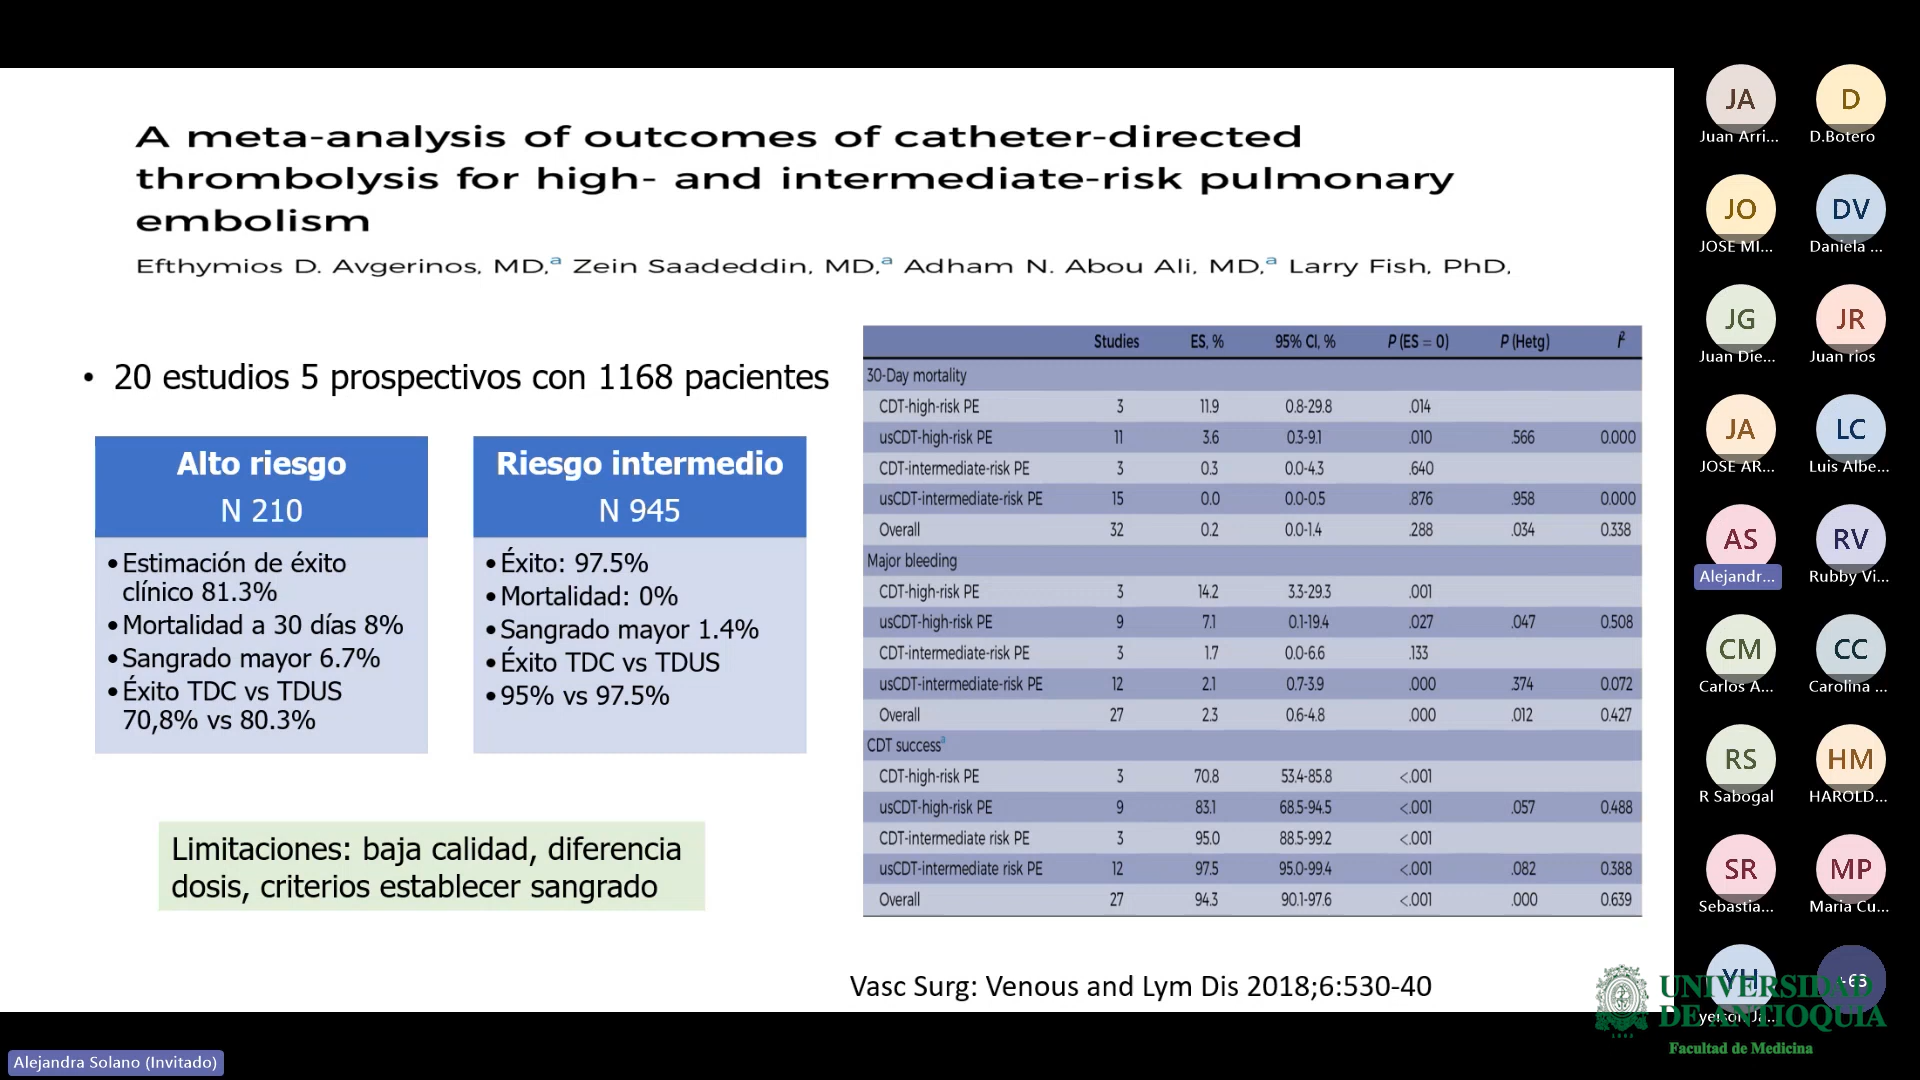 A meta-analysis of outcomes of catheter-directed
thrombolysis for high- and intermediate-risk pulmonary
embolism
Efthymios D. Avgerinos, MD,a Zein Saadeddin, MD,a Adham N. Abou Ali, MD,a Larry Fish, PhD,
• 20 estudios 5 prospectivos con 1168 pacientes
Alto riesgo
N 210
•Estimación de éxito
clínico 81.3%
•Mortalidad a 30 días 8%
•Sangrado mayor 6.7%
•Éxito TDC vs TDUS
70,8% vs 80.3%
Riesgo intermedio
N 945
•Éxito: 97.5%
•Mortalidad: 0%
•Sangrado mayor 1.4%
•Éxito TDC vs TDUS
•95% vs 97.5%
Limitaciones: baja calidad, diferencia
dosis, criterios establecer sangrado
Studies ES, % 95% CI, % P (ES = 0) P (Hetg) I²
30-Day mortality
CDT-high-risk PE 3 11.9 0.8-29.8 .014
usCDT-high-risk PE 11 3.6 0.3-9.1 .010 .566 0.000
CDT-intermediate-risk PE 3 0.3 0.0-4.3 .640
usCDT-intermediate-risk PE 15 0.0 0.0-0.5 .876 .958 0.000
Overall 32 0.2 0.0-1.4 .288 .034 0.338
Major bleeding
CDT-high-risk PE 3 14.2 3.3-29.3 .001
usCDT-high-risk PE 9 7.1 0.1-19.4 .027 .047 0.508
CDT-intermediate-risk PE 3 1.7 0.0-6.6 .133
usCDT-intermediate-risk PE 12 2.1 0.7-3.9 .000 .374 0.072
Overall 27 2.3 0.6-4.8 .000 .012 0.427
CDT successa
CDT-high-risk PE 3 70.8 53.4-85.8 <.001
usCDT-high-risk PE 9 83.1 68.5-94.5 <.001 .057 0.488
CDT-intermediate risk PE 3 95.0 88.5-99.2 <.001
usCDT-intermediate risk PE 12 97.5 95.0-99.4 <.001 .082 0.388
Overall 27 94.3 90.1-97.6 <.001 .000 0.639
Vasc Surg: Venous and Lym Dis 2018;6:530-40
JA D
Juan Arri... D.Botero
JO DV
JOSE MI... Daniela ...
JG JR
Juan Die... Juan rios
JA LC
JOSE AR... Luis Albe...
AS RV
Alejandr... Rubby Vi...
CM CC
Carlos A... Carolina ...
RS HM
R Sabogal HAROLD...
SR MP
Sebastia... Maria Cu...
YH
UNIVERSIDAD
DE ANTIOQUIA
Facultad de Medicina
Alejandra Solano (Invitado)